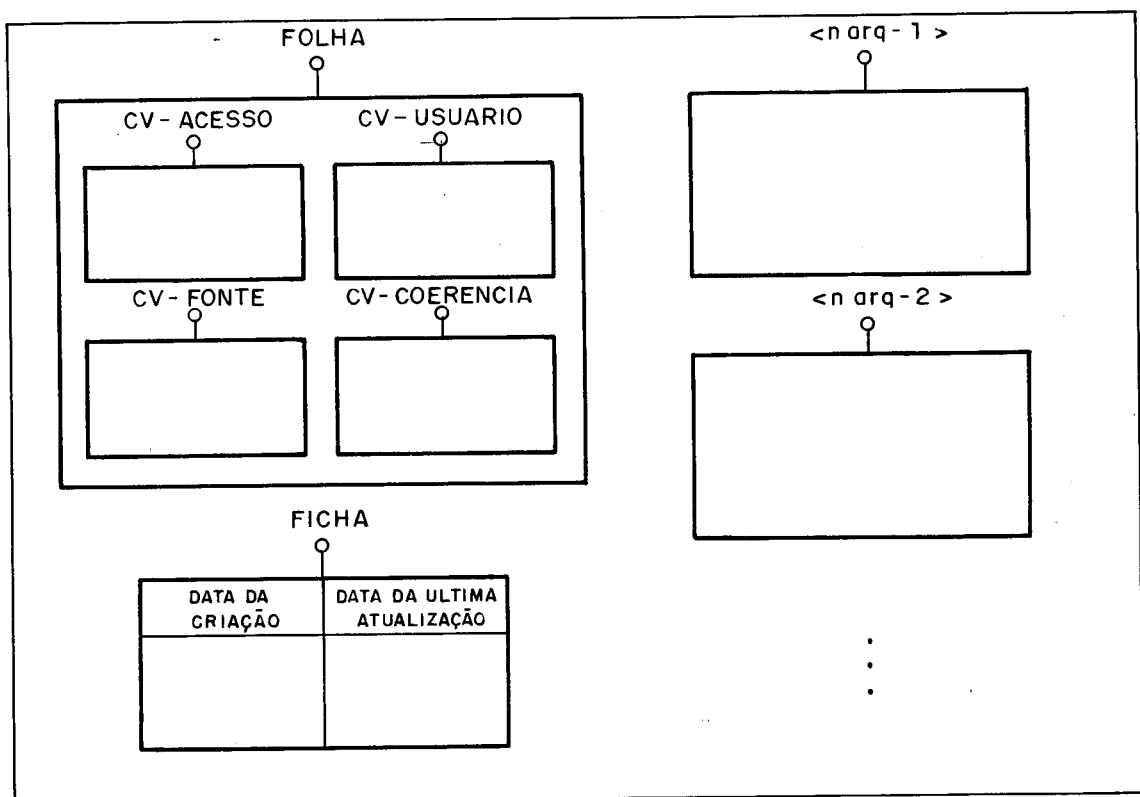 FOLHA
CV-ACESSO
CV-USUARIO
CV-FONTE
CV-COERENCIA
FICHA
DATA DA
CRIAÇÃO
DATA DA ULTIMA
ATUALIZAÇÃO
<n arq-1>
<n arq-2>